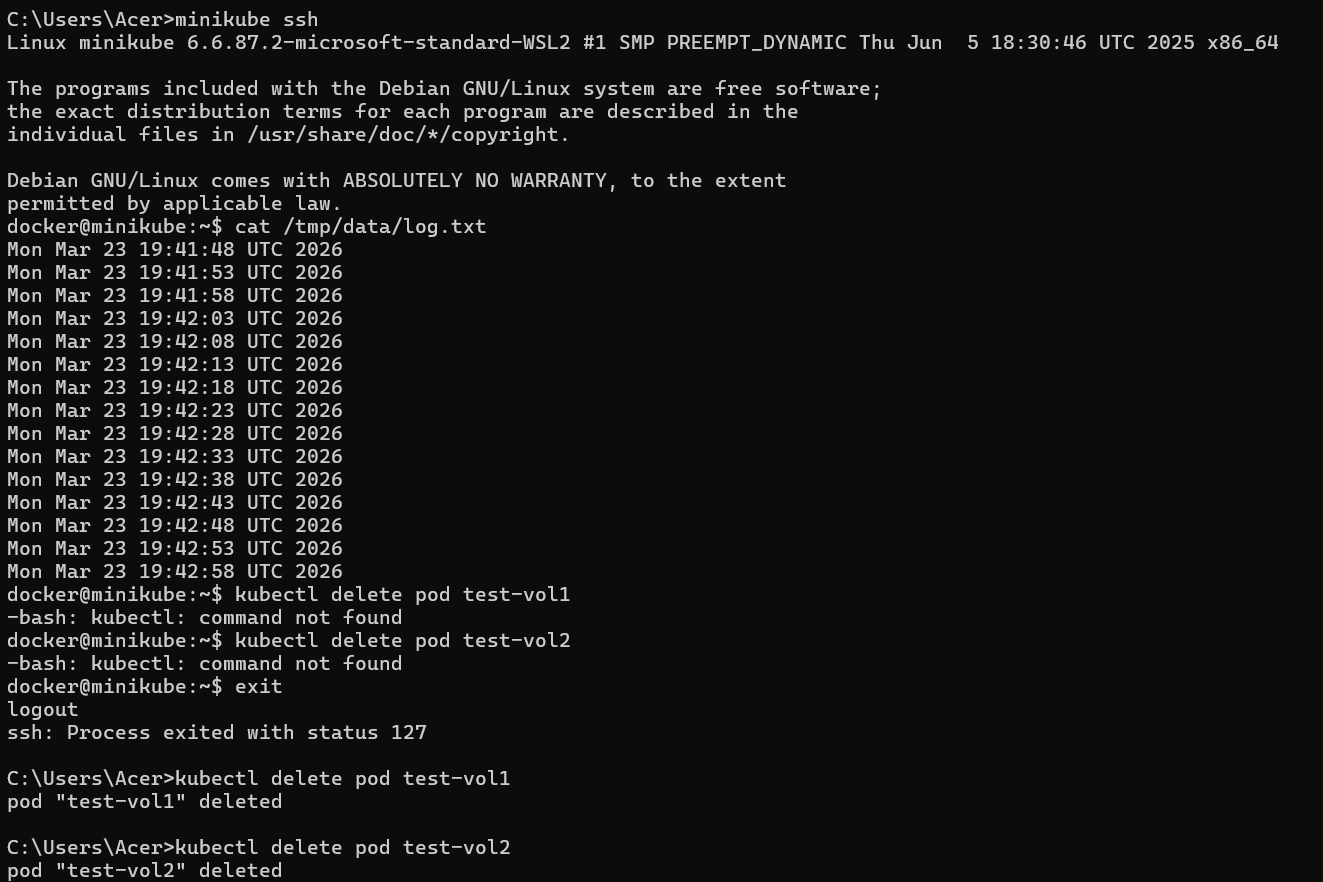 C:\Users\Acer>minikube ssh
Linux minikube 6.6.87.2-microsoft-standard-WSL2 #1 SMP PREEMPT_DYNAMIC Thu Jun  5 18:30:46 UTC 2025 x86_64
The programs included with the Debian GNU/Linux system are free software;
the exact distribution terms for each program are described in the
individual files in /usr/share/doc/*/copyright.
Debian GNU/Linux comes with ABSOLUTELY NO WARRANTY, to the extent
permitted by applicable law.
docker@minikube:~$ cat /tmp/data/log.txt
Mon Mar 23 19:41:48 UTC 2026
Mon Mar 23 19:41:53 UTC 2026
Mon Mar 23 19:41:58 UTC 2026
Mon Mar 23 19:42:03 UTC 2026
Mon Mar 23 19:42:08 UTC 2026
Mon Mar 23 19:42:13 UTC 2026
Mon Mar 23 19:42:18 UTC 2026
Mon Mar 23 19:42:23 UTC 2026
Mon Mar 23 19:42:28 UTC 2026
Mon Mar 23 19:42:33 UTC 2026
Mon Mar 23 19:42:38 UTC 2026
Mon Mar 23 19:42:43 UTC 2026
Mon Mar 23 19:42:48 UTC 2026
Mon Mar 23 19:42:53 UTC 2026
Mon Mar 23 19:42:58 UTC 2026
docker@minikube:~$ kubectl delete pod test-vol1
-bash: kubectl: command not found
docker@minikube:~$ kubectl delete pod test-vol2
-bash: kubectl: command not found
docker@minikube:~$ exit
logout
ssh: Process exited with status 127
C:\Users\Acer>kubectl delete pod test-vol1
pod "test-vol1" deleted
C:\Users\Acer>kubectl delete pod test-vol2
pod "test-vol2" deleted